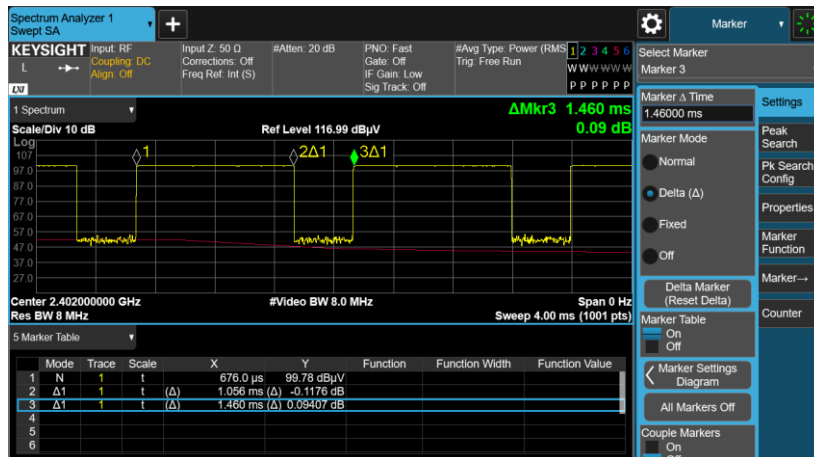 Spectrum Analyzer 1
Swept SA
+
Marker
KEYSIGHT
L
LXI
Input: RF
Coupling: DC
Align: Off
Input Z: 50 Ω
Corrections: Off
Freq Ref: Int (S)
#Atten: 20 dB
PNO: Fast
Gate: Off
IF Gain: Low
Sig Track: Off
#Avg Type: Power (RMS
Trig: Free Run
1 2 3 4 5 6
W W W W W W
P P P P P P
Select Marker
Marker 3
1 Spectrum
ΔMkr3 1.460 ms
0.09 dB
Scale/Div 10 dB
Ref Level 116.99 dBµV
Log
107
97.0
87.0
77.0
67.0
57.0
47.0
37.0
27.0
1
2Δ1
3Δ1
Center 2.402000000 GHz
#Video BW 8.0 MHz
Span 0 Hz
Res BW 8 MHz
Sweep 4.00 ms (1001 pts)
5 Marker Table
Mode Trace Scale X Y Function Function Width Function Value
1 N 1 t 676.0 µs 99.78 dBµV
2 Δ1 1 t (Δ) 1.056 ms (Δ) -0.1176 dB
3 Δ1 1 t (Δ) 1.460 ms (Δ) 0.09407 dB
4
5
6
Marker Δ Time
1.46000 ms
Marker Mode
Normal
Delta (Δ)
Fixed
Off
Delta Marker
(Reset Delta)
Marker Table
On
Off
Marker Settings
Diagram
All Markers Off
Couple Markers
On
Settings
Peak
Search
Pk Search
Config
Properties
Marker
Function
Marker→
Counter